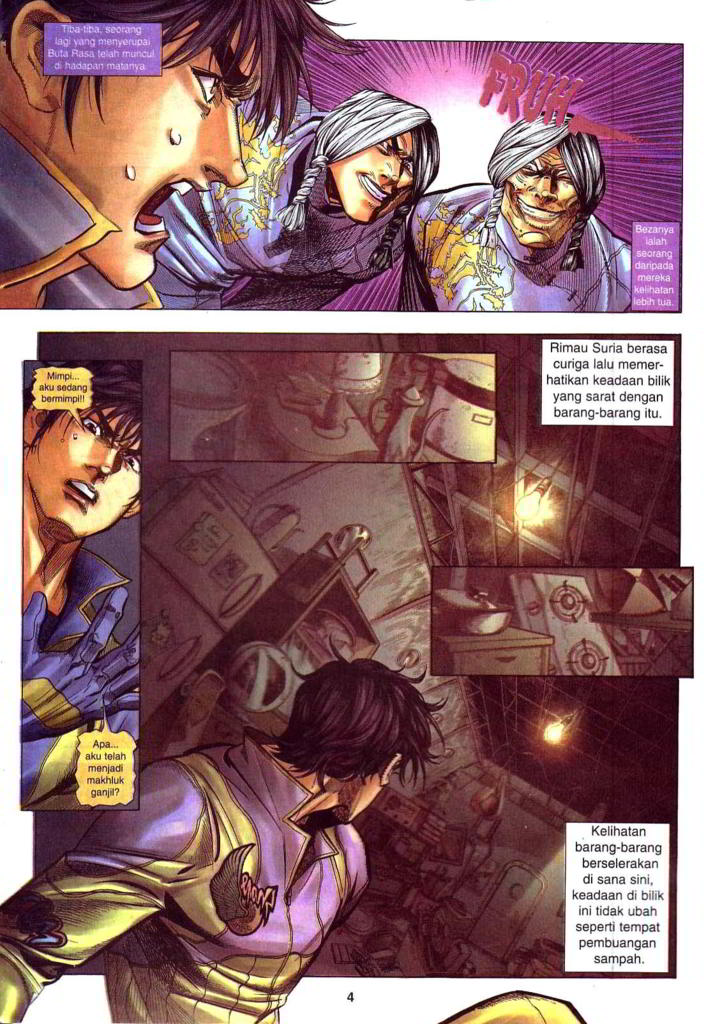 Tiba-tiba, seorang
lagi yang menyerupai
Buta Rasa telah muncul
di hadapan matanya.
FRUH
Bezanya
ialah
seorang
daripada
mereka
kelihatan
lebih tua.
Rimau Suria berasa
curiga lalu memer-
hatikan keadaan bilik
yang sarat dengan
barang-barang itu.
Mimpi...
aku sedang
bermimpi!!
Apa...
aku telah
menjadi
makhluk
ganjil?
Kelihatan
barang-barang
berselerakan
di sana sini,
keadaan di bilik
ini tidak ubah
seperti tempat
pembuangan
sampah.
4